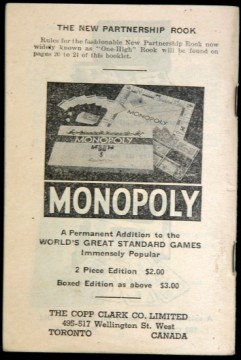 THE NEW PARTNERSHIP ROOK
Rules for the fashionable New Partnership Rook now
widely known as "One-High" Rook will be found on
pages 20 to 21 of this booklet.
MONOPOLY
MONOPOLY
A Permanent Addition to the
WORLD'S GREAT STANDARD GAMES
Immensely Popular
2 Piece Edition $2.00
Boxed Edition as above $3.00
THE COPP CLARK CO. LIMITED
495-517 Wellington St. West
TORONTO CANADA